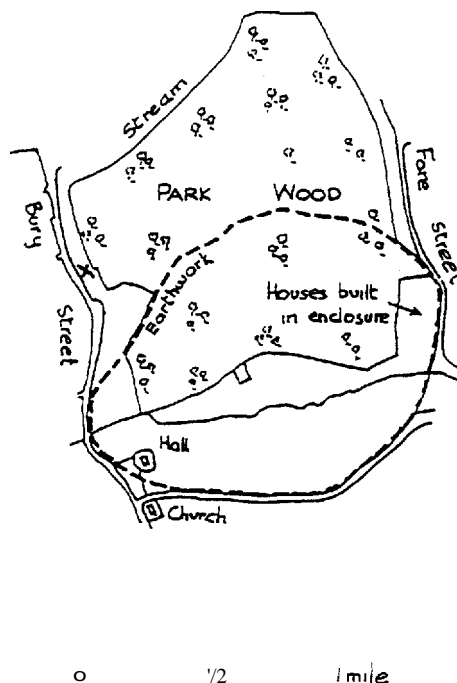 Stream
PARK WOOD
Fore
Street
Bury
Street
Earthwork
Houses built
in enclosure
Hall
Church
0 1/2 1 mile